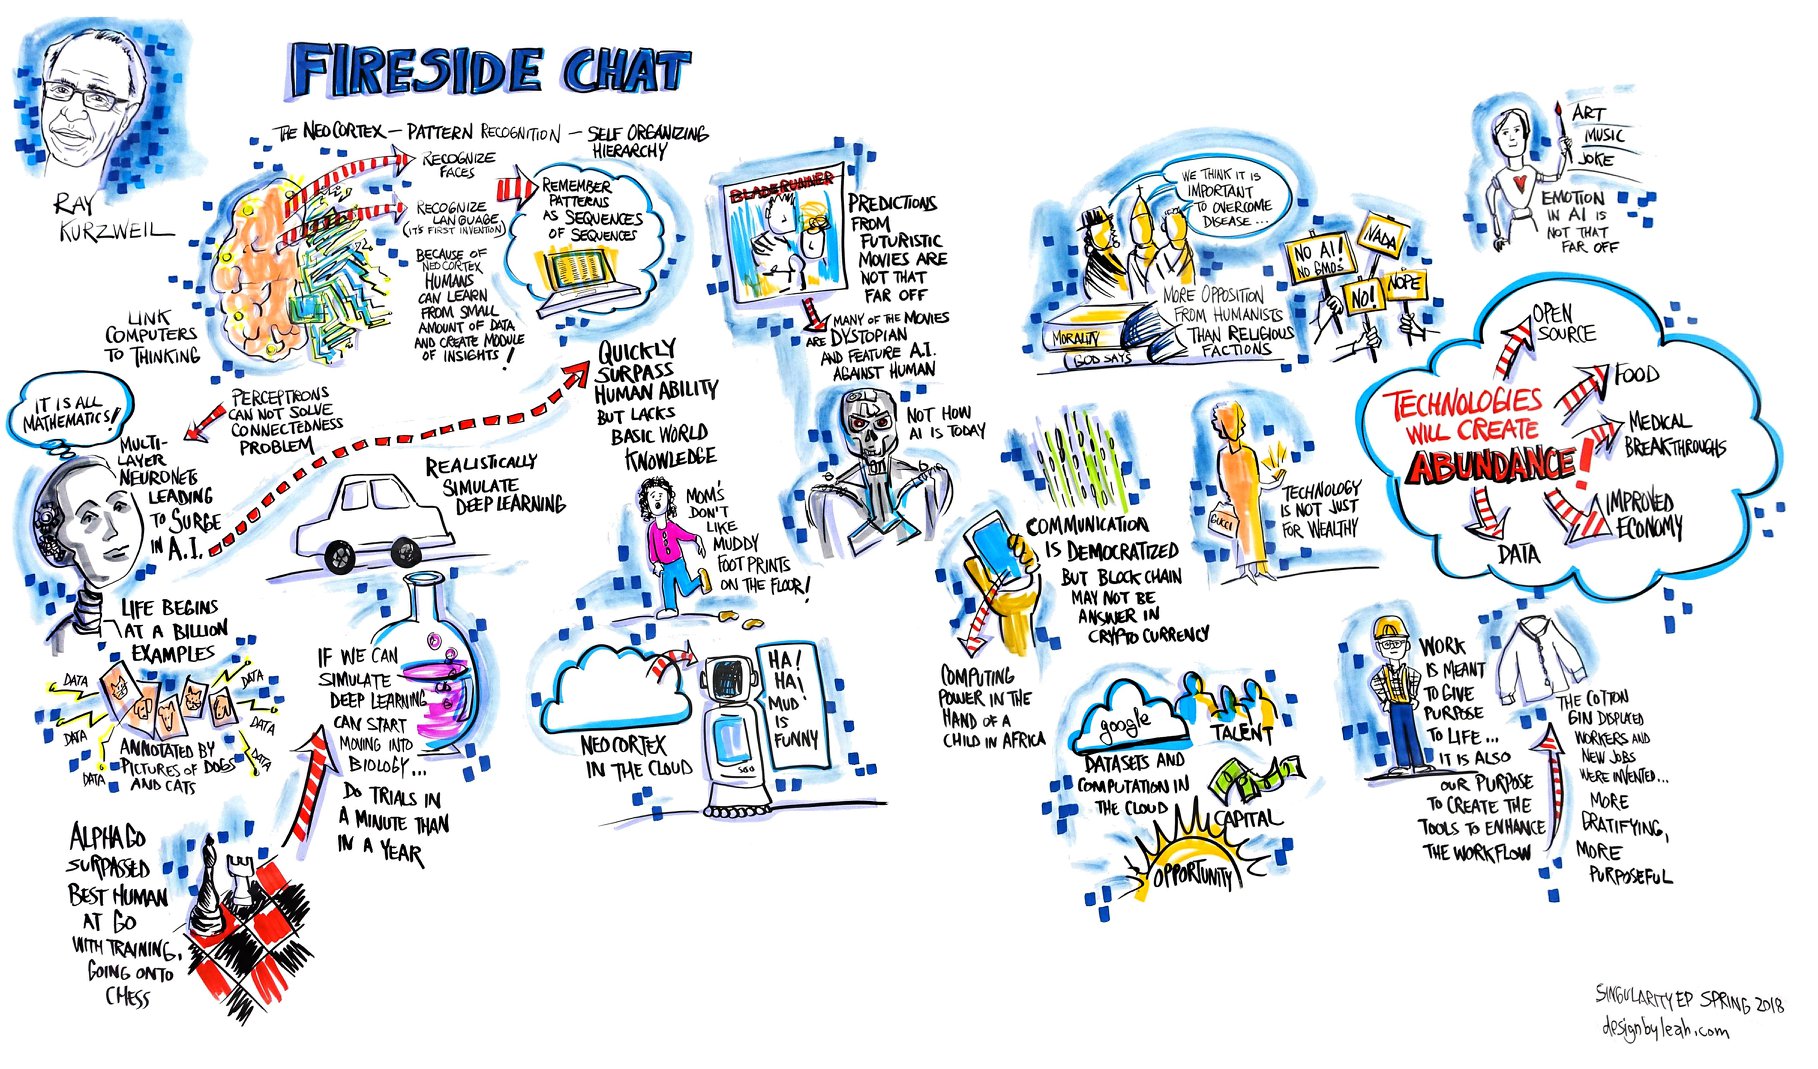 FIRESIDE CHAT
RAY
KURZWEIL
THE NEOCORTEX – PATTERN RECOGNITION – SELF ORGANIZING
HIERARCHY
RECOGNIZE
FACES
RECOGNIZE
LANGUAGE
(IT'S FIRST INVENTION)
REMEMBER
PATTERNS
AS SEQUENCES
OF SEQUENCES
BECAUSE OF
NEOCORTEX
HUMANS
CAN LEARN
FROM SMALL
AMOUNT OF DATA
AND CREATE MODULE
OF INSIGHTS!
LINK
COMPUTERS
TO THINKING
IT IS ALL
MATHEMATICS!
PERCEPTRONS
CAN NOT SOLVE
CONNECTEDNESS
PROBLEM
MULTI-
LAYER
NEURONETS
LEADING
TO SURGE
IN A.I.
QUICKLY
SURPASS
HUMAN ABILITY
BUT LACKS
BASIC WORLD
KNOWLEDGE
REALISTICALLY
SIMULATE
DEEP LEARNING
LIFE BEGINS
AT A BILLION
EXAMPLES
DATA
DATA
DATA
DATA
DATA
DATA
ANNOTATED BY
PICTURES OF DOGS
AND CATS
IF WE CAN
SIMULATE
DEEP LEARNING
CAN START
MOVING INTO
BIOLOGY...
DO TRIALS IN
A MINUTE THAN
IN A YEAR
ALPHAGO
SURPASSED
BEST HUMAN
AT GO
WITH TRAINING,
GOING ONTO
CHESS
MOM'S
DON'T
LIKE
MUDDY
FOOT PRINTS
ON THE FLOOR!
NEOCORTEX
IN THE CLOUD
HA!
HA!
MUD
IS
FUNNY
BLADERUNNER
PREDICTIONS
FROM
FUTURISTIC
MOVIES ARE
NOT THAT
FAR OFF
MANY OF THE MOVIES
ARE DYSTOPIAN
AND FEATURE A.I.
AGAINST HUMAN
NOT HOW
AI IS TODAY
WE THINK IT IS
IMPORTANT
TO OVERCOME
DISEASE...
MORALITY
GOD SAYS
MORE OPPOSITION
FROM HUMANISTS
THAN RELIGIOUS
FACTIONS
NO AI!
NO GMOs
NADA
NO!
NOPE
ART
MUSIC
JOKE
EMOTION
IN AI IS
NOT THAT
FAR OFF
COMMUNICATION
IS DEMOCRATIZED
BUT BLOCK CHAIN
MAY NOT BE
ANSWER IN
CRYPTO CURRENCY
COMPUTING
POWER IN THE
HAND OF A
CHILD IN AFRICA
GUCCI
TECHNOLOGY
IS NOT JUST
FOR WEALTHY
TECHNOLOGIES
WILL CREATE
ABUNDANCE!
OPEN
SOURCE
FOOD
MEDICAL
BREAKTHROUGHS
IMPROVED
ECONOMY
DATA
google
TALENT
DATASETS AND
COMPUTATION IN
THE CLOUD
CAPITAL
OPPORTUNITY
WORK
IS MEANT
TO GIVE
PURPOSE
TO LIFE...
IT IS ALSO
OUR PURPOSE
TO CREATE THE
TOOLS TO ENHANCE
THE WORKFLOW
THE COTTON
GIN DISPLACED
WORKERS AND
NEW JOBS
WERE INVENTED...
MORE
GRATIFYING,
MORE
PURPOSEFUL
SINGULARITY EP SPRING 2018
designbyleah.com